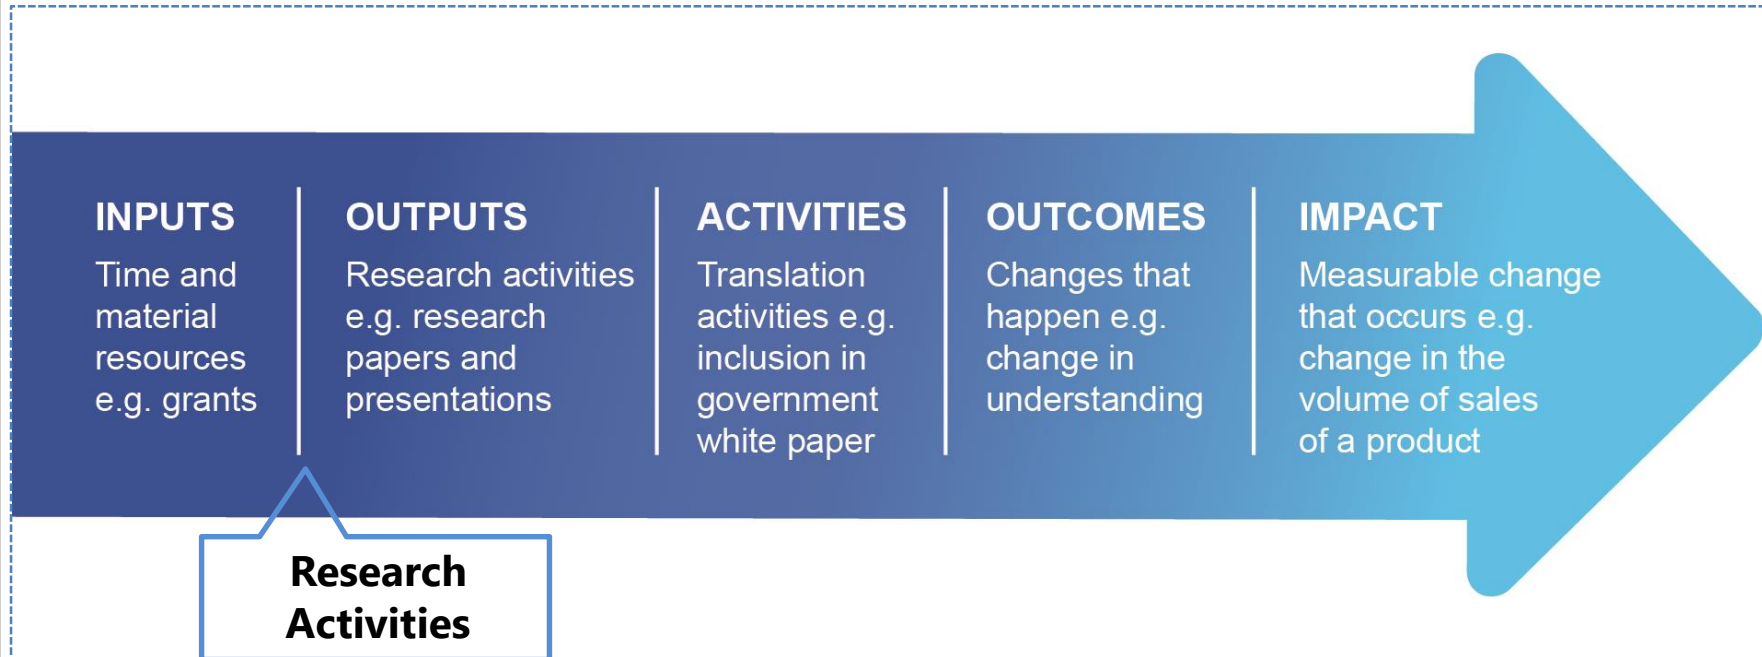 INPUTS
Time and
material
resources
e.g. grants
OUTPUTS
Research activities
e.g. research
papers and
presentations
ACTIVITIES
Translation
activities e.g.
inclusion in
government
white paper
OUTCOMES
Changes that
happen e.g.
change in
understanding
IMPACT
Measurable change
that occurs e.g.
change in the
volume of sales
of a product
Research
Activities